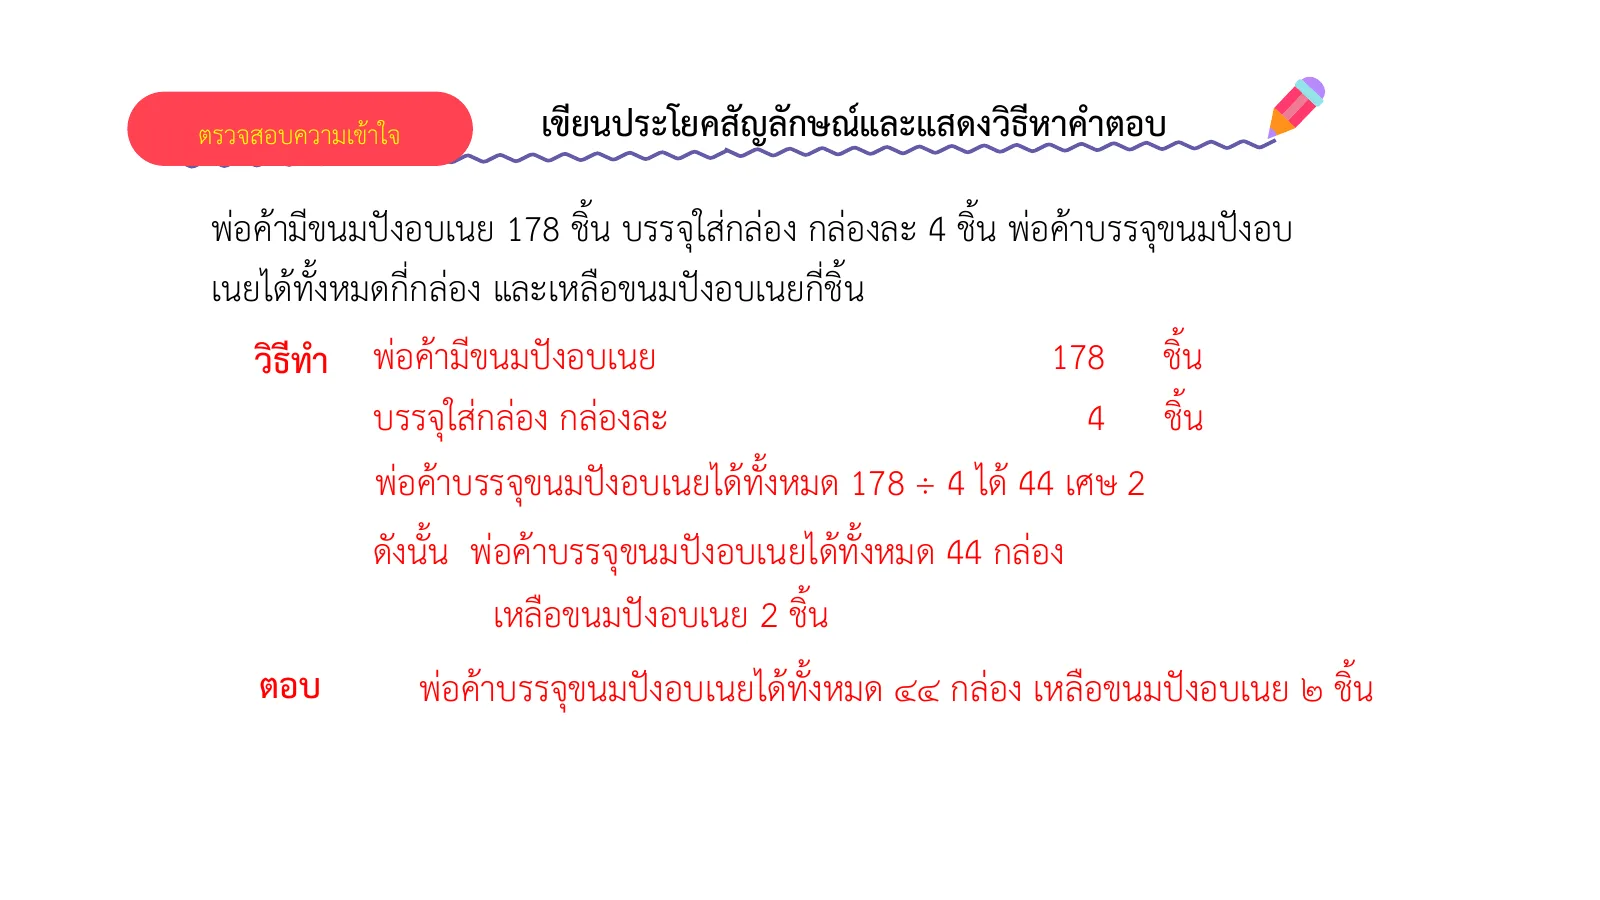 ตรวจสอบความเข้าใจ
เขียนประโยคสัญลักษณ์และแสดงวิธีหาคำตอบ
พ่อค้ามีขนมปังอบเนย 178 ชิ้น บรรจุใส่กล่อง กล่องละ 4 ชิ้น พ่อค้าบรรจุขนมปังอบ
เนยได้ทั้งหมดกี่กล่อง และเหลือขนมปังอบเนยกี่ชิ้น
วิธีทำ พ่อค้ามีขนมปังอบเนย 178 ชิ้น
บรรจุใส่กล่อง กล่องละ 4 ชิ้น
พ่อค้าบรรจุขนมปังอบเนยได้ทั้งหมด 178 ÷ 4 ได้ 44 เศษ 2
ดังนั้น พ่อค้าบรรจุขนมปังอบเนยได้ทั้งหมด 44 กล่อง
เหลือขนมปังอบเนย 2 ชิ้น
ตอบ พ่อค้าบรรจุขนมปังอบเนยได้ทั้งหมด ๔๔ กล่อง เหลือขนมปังอบเนย ๒ ชิ้น